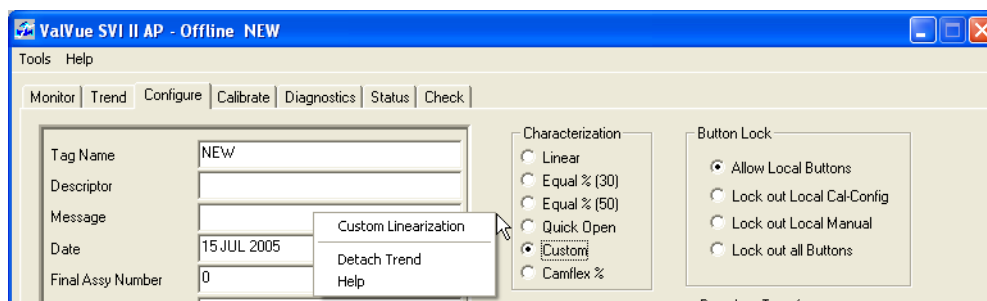 ValVue SVI II AP - Offline NEW
Tools Help
Monitor Trend Configure Calibrate Diagnostics Status Check
Tag Name NEW
Descriptor
Message
Date 15 JUL 2005
Final Assy Number 0
Custom Linearization
Detach Trend
Help
Characterization
Linear
Equal % (30)
Equal % (50)
Quick Open
Custom
Camflex %
Button Lock
Allow Local Buttons
Lock out Local Cal-Config
Lock out Local Manual
Lock out all Buttons